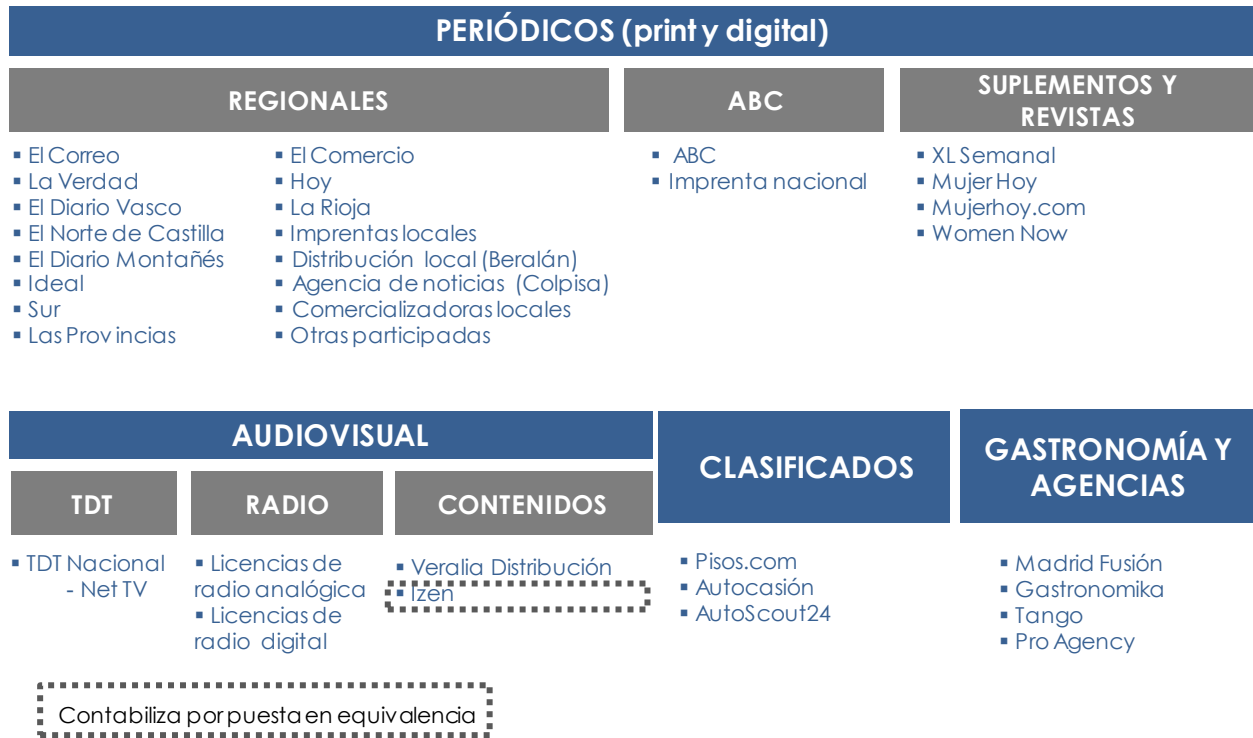 PERIÓDICOS (print y digital)
REGIONALES
ABC
SUPLEMENTOS Y
REVISTAS
▪ El Correo
▪ La Verdad
▪ El Diario Vasco
▪ El Norte de Castilla
▪ El Diario Montañés
▪ Ideal
▪ Sur
▪ Las Provincias
▪ El Comercio
▪ Hoy
▪ La Rioja
▪ Imprentas locales
▪ Distribución local (Beralán)
▪ Agencia de noticias (Colpisa)
▪ Comercializadoras locales
▪ Otras participadas
▪ ABC
▪ Imprenta nacional
▪ XL Semanal
▪ Mujer Hoy
▪ Mujerhoy.com
▪ Women Now
AUDIOVISUAL
TDT
RADIO
CONTENIDOS
▪ TDT Nacional
- Net TV
▪ Licencias de
radio analógica
▪ Licencias de
radio digital
▪ Veralia Distribución
▪ Izen
CLASIFICADOS
▪ Pisos.com
▪ Autocasión
▪ AutoScout24
GASTRONOMÍA Y
AGENCIAS
▪ Madrid Fusión
▪ Gastronomika
▪ Tango
▪ Pro Agency
Contabiliza por puesta en equivalencia